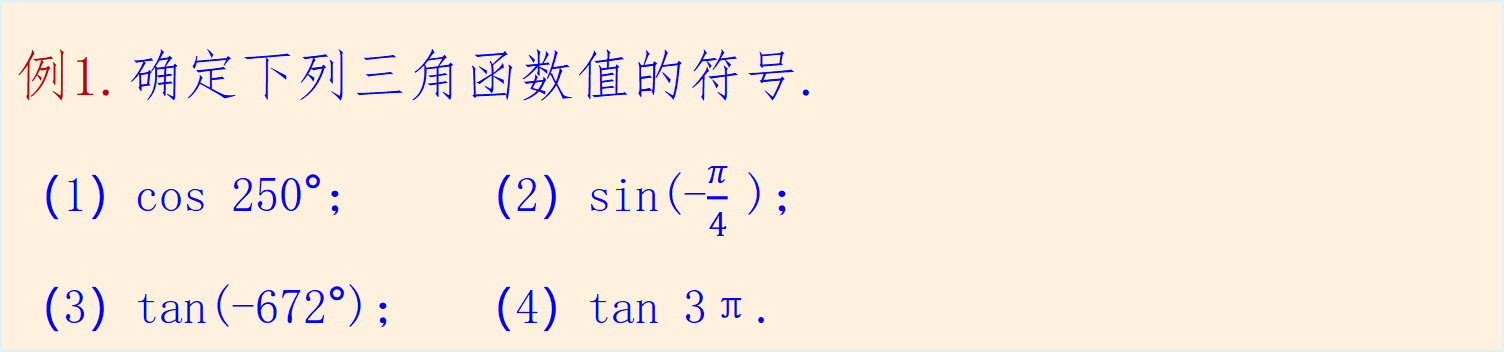 例1.确定下列三角函数值的符号.
(1) cos 250°; (2) sin(-π/4 );
(3) tan(-672°); (4) tan 3π.